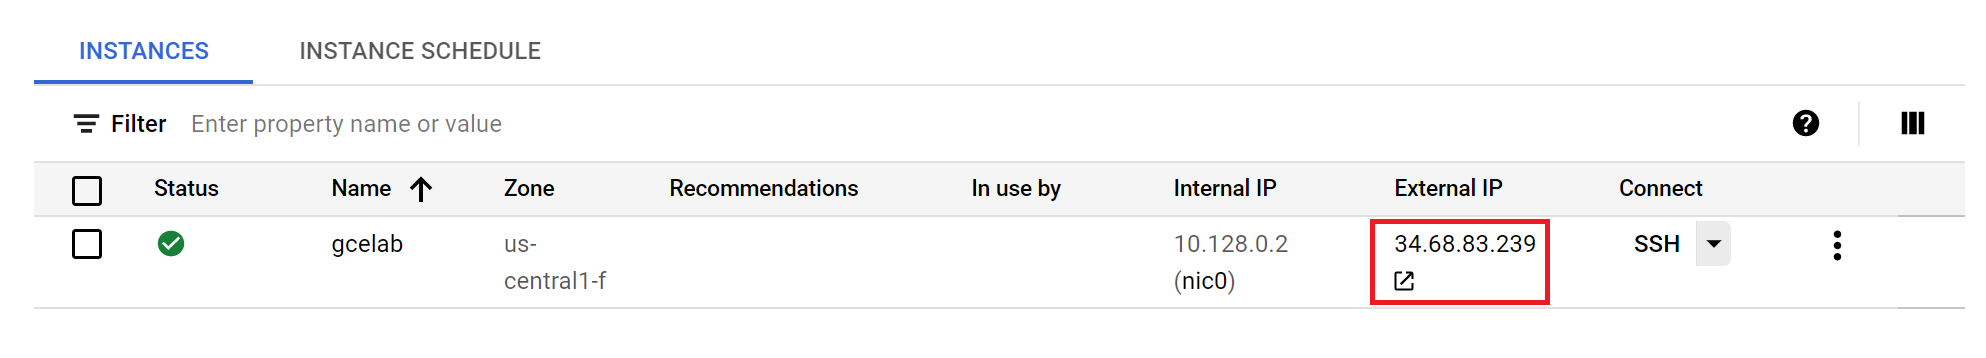 INSTANCES INSTANCE SCHEDULE
Filter Enter property name or value
Status Name Zone Recommendations In use by Internal IP External IP Connect
gcelab us- 10.128.0.2 34.68.83.239 SSH
central1-f (nic0)